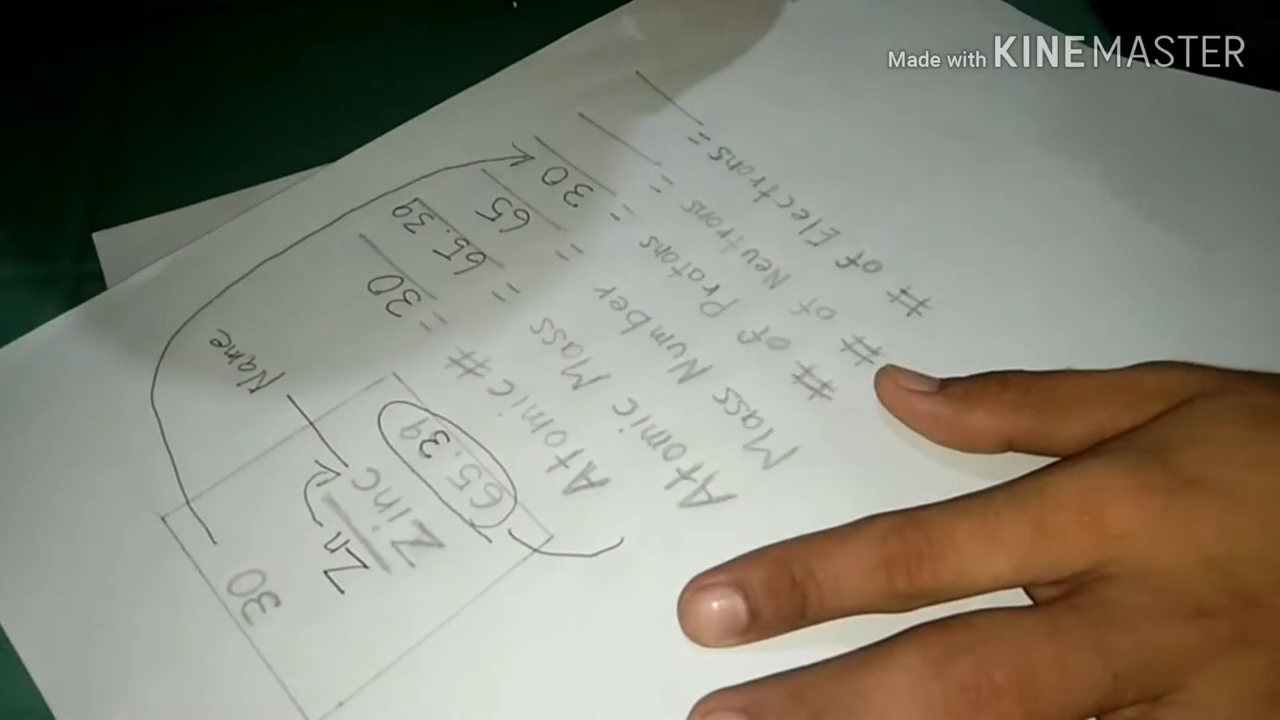 Made with KINEMASTER
30
Zn
Zinc
65.39
Name
Atomic # = 30
Atomic Mass = 65.39
Mass Number = 65
# of Protons = 30
# of Neutrons =
# of Electrons =